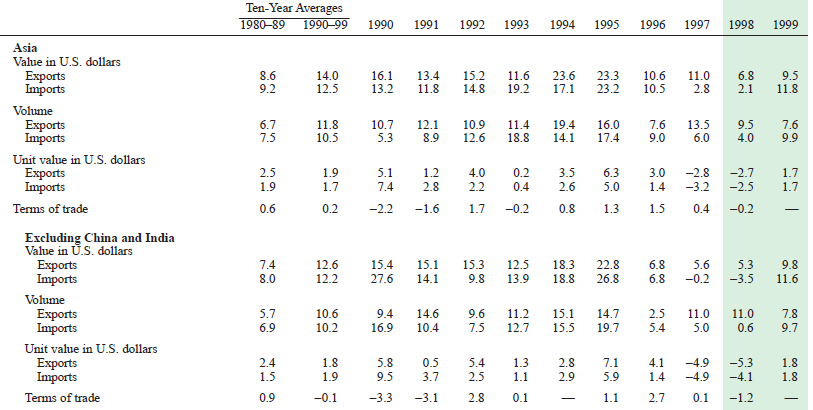 Ten-Year Averages
1980–89 1990–99 1990 1991 1992 1993 1994 1995 1996 1997 1998 1999
Asia
Value in U.S. dollars
Exports 8.6 14.0 16.1 13.4 15.2 11.6 23.6 23.3 10.6 11.0 6.8 9.5
Imports 9.2 12.5 13.2 11.8 14.8 19.2 17.1 23.2 10.5 2.8 2.1 11.8
Volume
Exports 6.7 11.8 10.7 12.1 10.9 11.4 19.4 16.0 7.6 13.5 9.5 7.6
Imports 7.5 10.5 5.3 8.9 12.6 18.8 14.1 17.4 9.0 6.0 4.0 9.9
Unit value in U.S. dollars
Exports 2.5 1.9 5.1 1.2 4.0 0.2 3.5 6.3 3.0 −2.8 −2.7 1.7
Imports 1.9 1.7 7.4 2.8 2.2 0.4 2.6 5.0 1.4 −3.2 −2.5 1.7
Terms of trade 0.6 0.2 −2.2 −1.6 1.7 −0.2 0.8 1.3 1.5 0.4 −0.2 —
Excluding China and India
Value in U.S. dollars
Exports 7.4 12.6 15.4 15.1 15.3 12.5 18.3 22.8 6.8 5.6 5.3 9.8
Imports 8.0 12.2 27.6 14.1 9.8 13.9 18.8 26.8 6.8 −0.2 −3.5 11.6
Volume
Exports 5.7 10.6 9.4 14.6 9.6 11.2 15.1 14.7 2.5 11.0 11.0 7.8
Imports 6.9 10.2 16.9 10.4 7.5 12.7 15.5 19.7 5.4 5.0 0.6 9.7
Unit value in U.S. dollars
Exports 2.4 1.8 5.8 0.5 5.4 1.3 2.8 7.1 4.1 −4.9 −5.3 1.8
Imports 1.5 1.9 9.5 3.7 2.5 1.1 2.9 5.9 1.4 −4.9 −4.1 1.8
Terms of trade 0.9 −0.1 −3.3 −3.1 2.8 0.1 — 1.1 2.7 0.1 −1.2 —